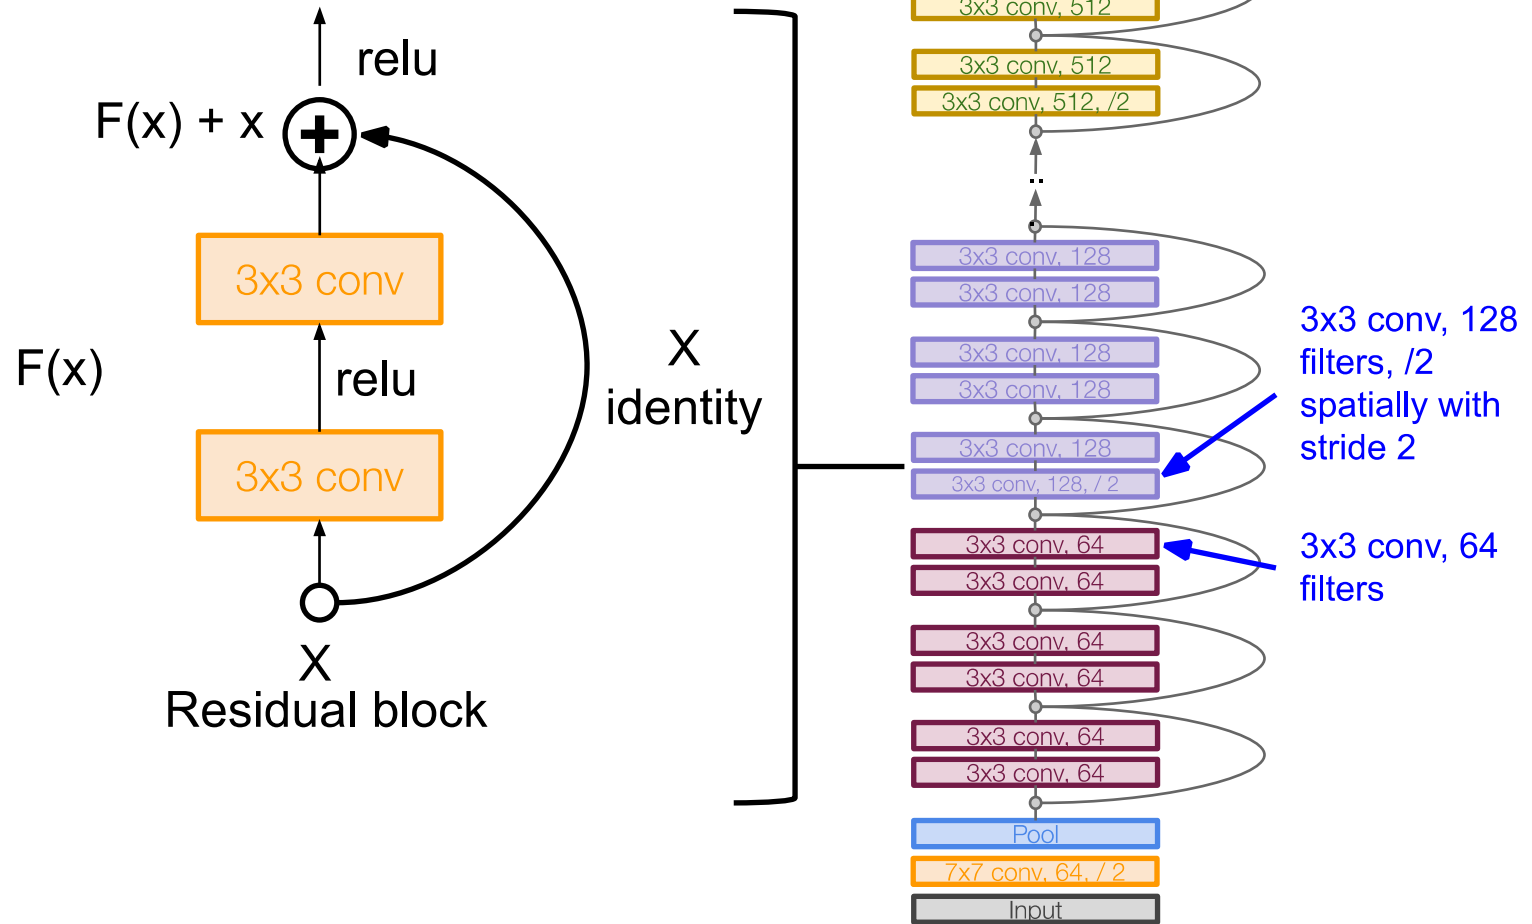 relu
F(x) + x
3x3 conv
F(x)
relu
3x3 conv
X
identity
X
Residual block
3x3 conv, 512
3x3 conv, 512
3x3 conv, 512, /2
..
3x3 conv, 128
3x3 conv, 128
3x3 conv, 128
3x3 conv, 128
3x3 conv, 128
3x3 conv, 128, / 2
3x3 conv, 64
3x3 conv, 64
3x3 conv, 64
3x3 conv, 64
3x3 conv, 64
3x3 conv, 64
Pool
7x7 conv, 64, / 2
Input
3x3 conv, 128
filters, /2
spatially with
stride 2
3x3 conv, 64
filters